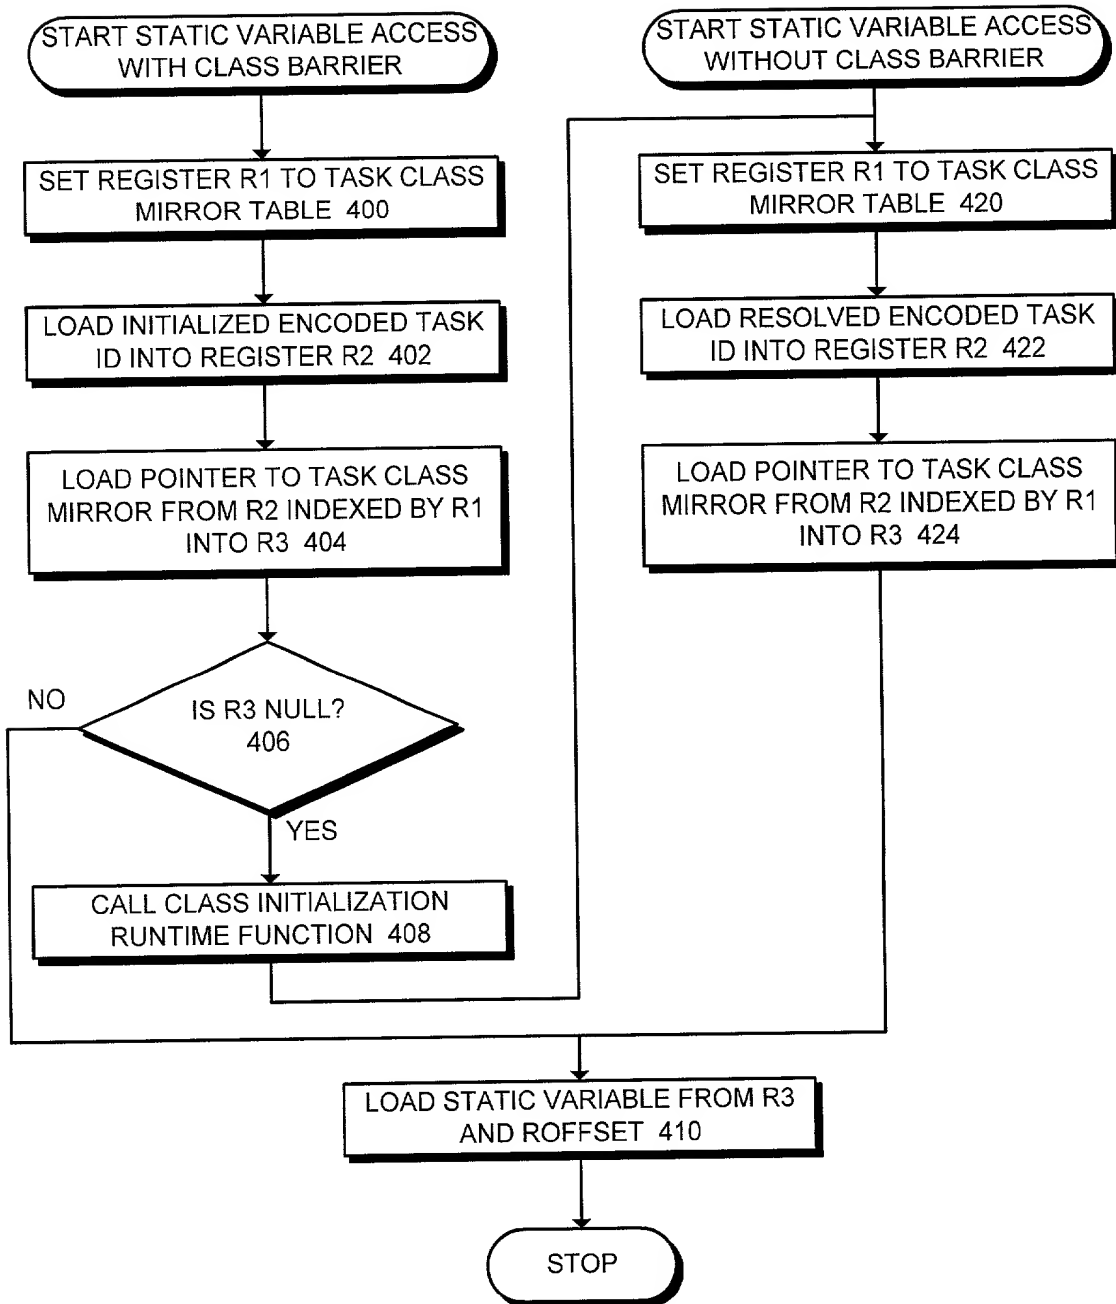 START STATIC VARIABLE ACCESS
WITH CLASS BARRIER
SET REGISTER R1 TO TASK CLASS
MIRROR TABLE 400
LOAD INITIALIZED ENCODED TASK
ID INTO REGISTER R2 402
LOAD POINTER TO TASK CLASS
MIRROR FROM R2 INDEXED BY R1
INTO R3 404
NO
IS R3 NULL?
406
YES
CALL CLASS INITIALIZATION
RUNTIME FUNCTION 408
START STATIC VARIABLE ACCESS
WITHOUT CLASS BARRIER
SET REGISTER R1 TO TASK CLASS
MIRROR TABLE 420
LOAD RESOLVED ENCODED TASK
ID INTO REGISTER R2 422
LOAD POINTER TO TASK CLASS
MIRROR FROM R2 INDEXED BY R1
INTO R3 424
LOAD STATIC VARIABLE FROM R3
AND ROFFSET 410
STOP